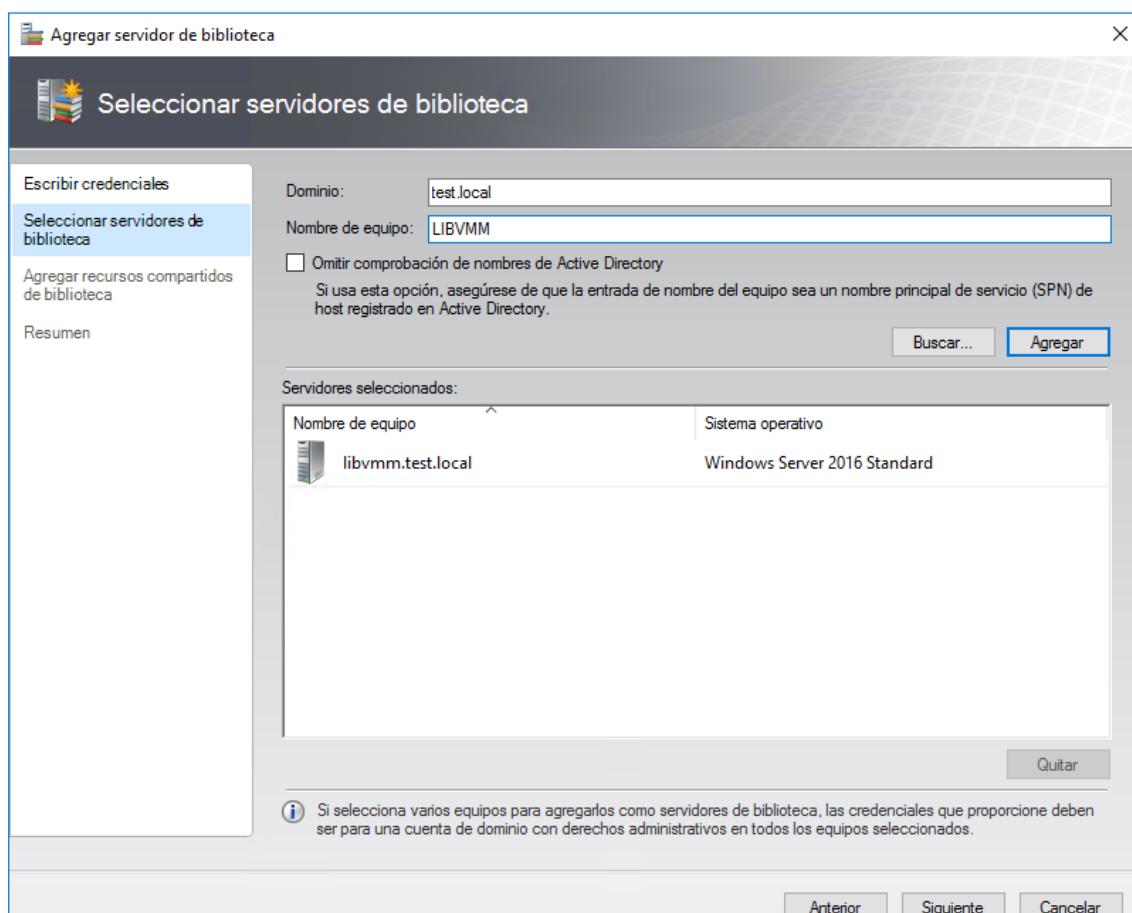 Agregar servidor de biblioteca
Seleccionar servidores de biblioteca
Escribir credenciales
Seleccionar servidores de
biblioteca
Agregar recursos compartidos
de biblioteca
Resumen
Dominio: test.local
Nombre de equipo: LIBVMM
Omitir comprobación de nombres de Active Directory
Si usa esta opción, asegúrese de que la entrada de nombre del equipo sea un nombre principal de servicio (SPN) de
host registrado en Active Directory.
Buscar... Agregar
Servidores seleccionados:
Nombre de equipo Sistema operativo
libvmm.test.local Windows Server 2016 Standard
Quitar
Si selecciona varios equipos para agregarlos como servidores de biblioteca, las credenciales que proporcione deben
ser para una cuenta de dominio con derechos administrativos en todos los equipos seleccionados.
Anterior Siguiente Cancelar